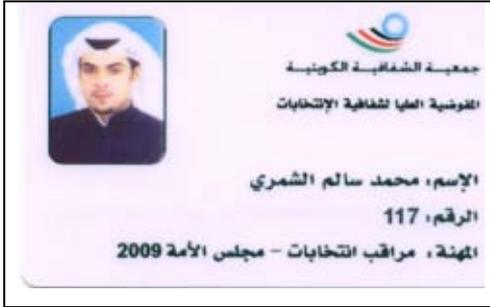 جمعية الشفافية الكويتية
المفوضية العليا لشفافية الإنتخابات
الإسم: محمد سالم الشمري
الرقم: 117
المهنة: مراقب انتخابات - مجلس الأمة 2009